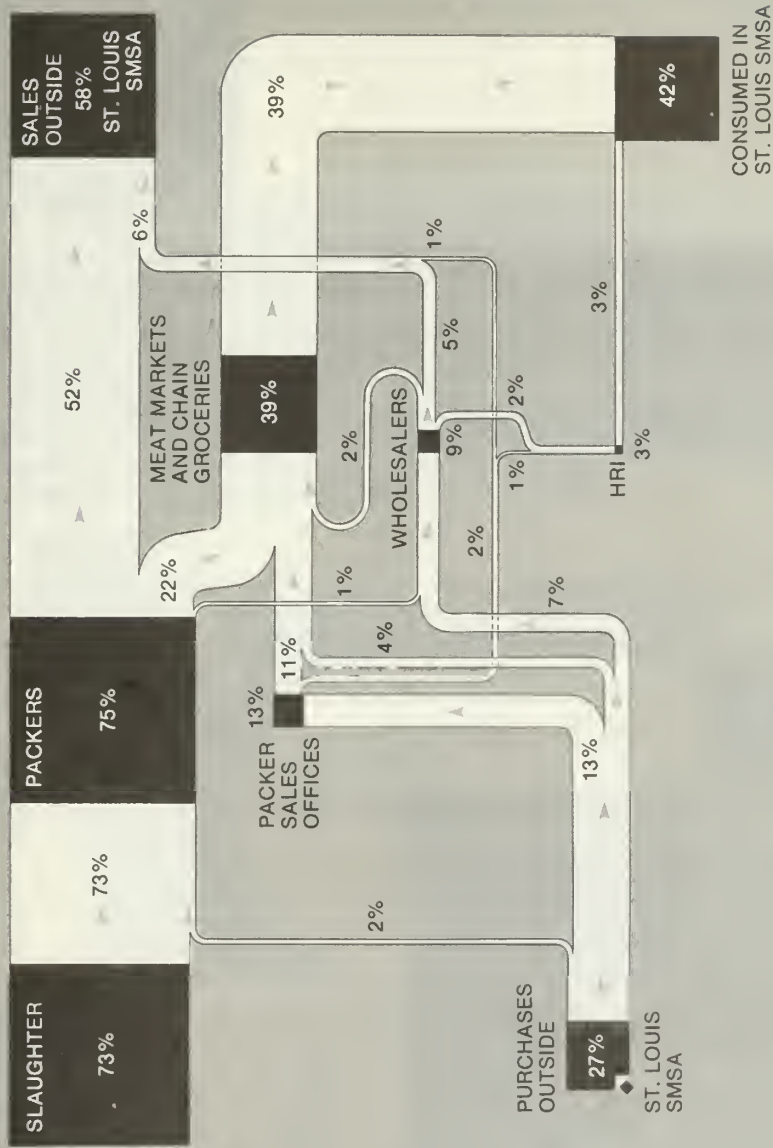 SLAUGHTER
73%
73%
PACKERS
75%
52%
SALES
OUTSIDE
58%
ST. LOUIS
SMSA
22%
6%
MEAT MARKETS
AND CHAIN
GROCERIES
39%
39%
13%
11%
PACKER
SALES
OFFICES
1%
2%
WHOLESALERS
9%
5%
1%
4%
2%
2%
1%
HRI
3%
3%
42%
CONSUMED IN
ST. LOUIS SMSA
2%
7%
13%
PURCHASES
OUTSIDE
27%
ST. LOUIS
SMSA